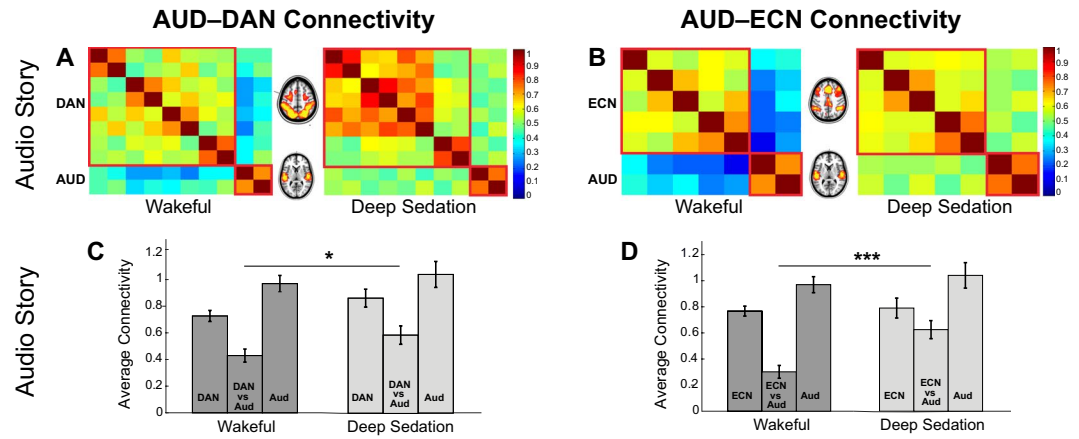 AUD–DAN Connectivity
AUD–ECN Connectivity
Audio Story
A
DAN
AUD
Wakeful
Deep Sedation
1
0.9
0.8
0.7
0.6
0.5
0.4
0.3
0.2
0.1
0
B
ECN
AUD
Wakeful
Deep Sedation
1
0.9
0.8
0.7
0.6
0.5
0.4
0.3
0.2
0.1
0
Audio Story
C
Average Connectivity
1.2
1
0.8
0.6
0.4
0.2
0
*
DAN
DAN
vs
Aud
Aud
DAN
DAN
vs
Aud
Aud
Wakeful
Deep Sedation
D
Average Connectivity
1.2
1
0.8
0.6
0.4
0.2
0
***
ECN
ECN
vs
Aud
Aud
ECN
ECN
vs
Aud
Aud
Wakeful
Deep Sedation